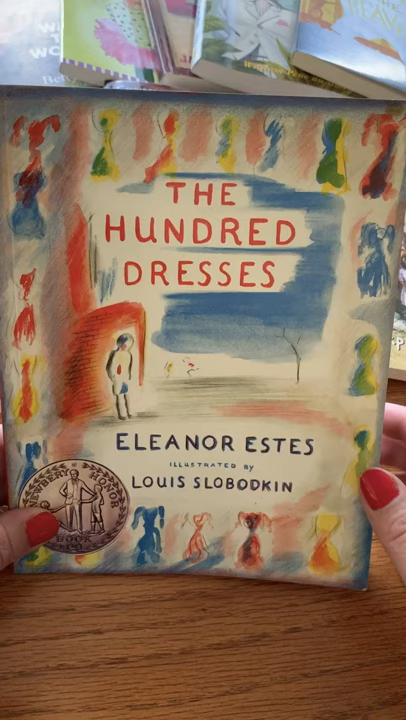 THE
HUNDRED
DRESSES
ELEANOR ESTES
ILLUSTRATED BY
LOUIS SLOBODKIN
NEWBERY HONOR
BOOK